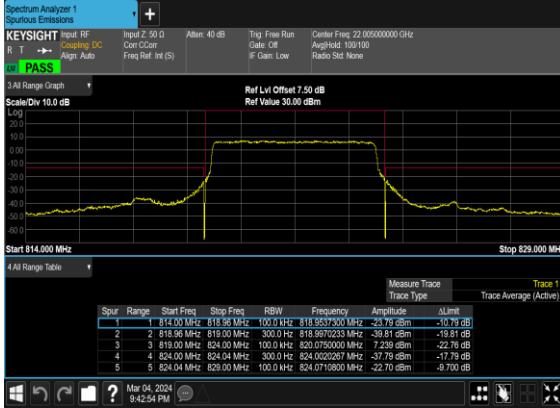 Spectrum Analyzer 1
Spurious Emissions
+
KEYSIGHT Input: RF Input Z: 50 Ω Atten: 40 dB Trig: Free Run Center Freq: 22.005000000 GHz
R T Coupling: DC Corr CCorr Gate: Off Avg|Hold: 100/100
Align: Auto Freq Ref: Int (S) IF Gain: Low Radio Std: None
PASS
3 All Range Graph
Ref Lvl Offset 7.50 dB
Scale/Div 10.0 dB Ref Value 30.00 dBm
Log
20.0
10.0
0.00
-10.0
-20.0
-30.0
-40.0
-50.0
-60.0
Start 814.000 MHz Stop 829.000 MH
4 All Range Table
Measure Trace Trace 1
Trace Type Trace Average (Active)
Spur Range Start Freq Stop Freq RBW Frequency Amplitude ΔLimit
1 1 814.00 MHz 818.96 MHz 100.0 kHz 818.9537300 MHz -23.79 dBm -10.79 dB
2 2 818.96 MHz 819.00 MHz 300.0 Hz 818.9970233 MHz -39.81 dBm -19.81 dB
3 3 819.00 MHz 824.00 MHz 100.0 kHz 820.0750000 MHz 7.239 dBm -22.76 dB
4 4 824.00 MHz 824.04 MHz 300.0 Hz 824.0020267 MHz -37.79 dBm -17.79 dB
5 5 824.04 MHz 829.00 MHz 100.0 kHz 824.0710800 MHz -22.70 dBm -9.700 dB
?
Mar 04, 2024
9:42:54 PM